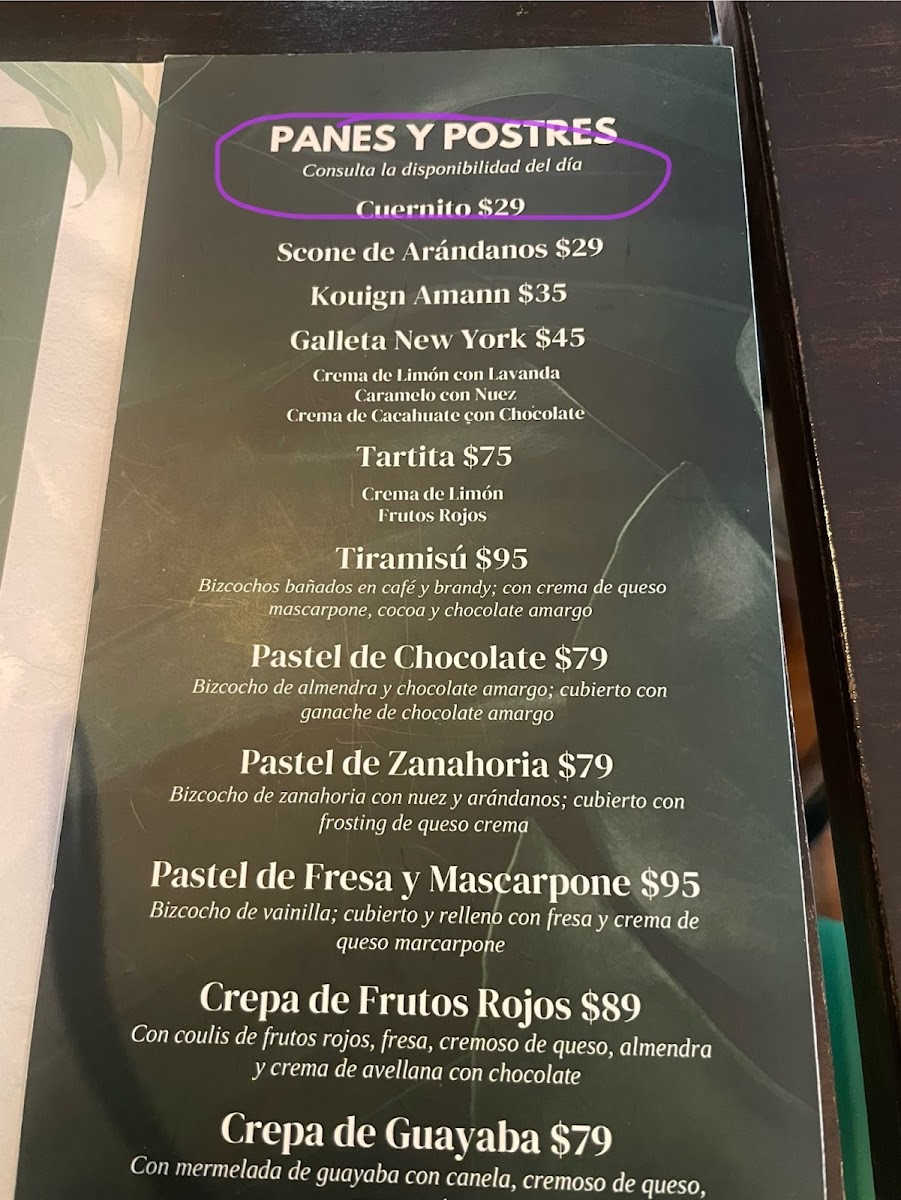 PANES Y POSTRES
Consulta la disponibilidad del día
Cuernito $29
Scone de Arándanos $29
Kouign Amann $35
Galleta New York $45
Crema de Limón con Lavanda
Caramelo con Nuez
Crema de Cacahuate con Chocolate
Tartita $75
Crema de Limón
Frutos Rojos
Tiramisú $95
Bizcochos bañados en café y brandy; con crema de queso
mascarpone, cocoa y chocolate amargo
Pastel de Chocolate $79
Bizcocho de almendra y chocolate amargo; cubierto con
ganache de chocolate amargo
Pastel de Zanahoria $79
Bizcocho de zanahoria con nuez y arándanos; cubierto con
frosting de queso crema
Pastel de Fresa y Mascarpone $95
Bizcocho de vainilla; cubierto y relleno con fresa y crema de
queso marcarpone
Crepa de Frutos Rojos $89
Con coulis de frutos rojos, fresa, cremoso de queso, almendra
y crema de avellana con chocolate
Crepa de Guayaba $79
Con mermelada de guayaba con canela, cremoso de queso,